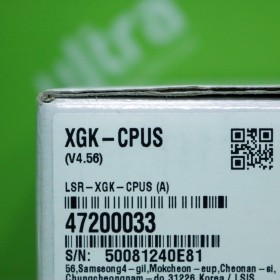 ultra
XGK-CPUS
(V4.56)
LSR-XGK-CPUS (A)
47200033
S/N: 50081240E81
56,Samseong4-gil,Mokcheon-eup,Cheonan-si,
Chungcheongnam-do 31226 Korea / LSIS